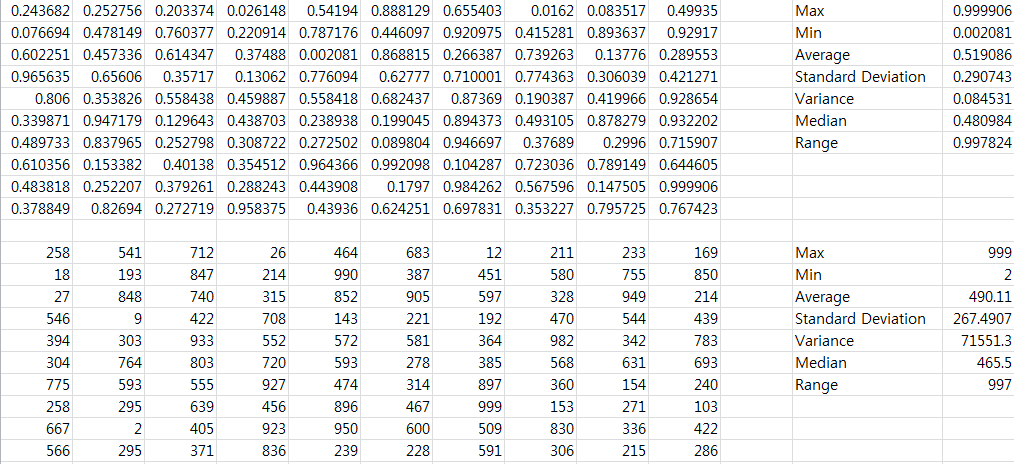 0.243682 0.252756 0.203374 0.026148 0.54194 0.888129 0.655403 0.0162 0.083517 0.49935 Max 0.999906
0.076694 0.478149 0.760377 0.220914 0.787176 0.446097 0.920975 0.415281 0.893637 0.92917 Min 0.002081
0.602251 0.457336 0.614347 0.37488 0.002081 0.868815 0.266387 0.739263 0.13776 0.289553 Average 0.519086
0.965635 0.65606 0.35717 0.13062 0.776094 0.62777 0.710001 0.774363 0.306039 0.421271 Standard Deviation 0.290743
0.806 0.353826 0.558438 0.459887 0.558418 0.682437 0.87369 0.190387 0.419966 0.928654 Variance 0.084531
0.339871 0.947179 0.129643 0.438703 0.238938 0.199045 0.894373 0.493105 0.878279 0.932202 Median 0.480984
0.489733 0.837965 0.252798 0.308722 0.272502 0.089804 0.946697 0.37689 0.2996 0.715907 Range 0.997824
0.610356 0.153382 0.40138 0.354512 0.964366 0.992098 0.104287 0.723036 0.789149 0.644605
0.483818 0.252207 0.379261 0.288243 0.443908 0.1797 0.984262 0.567596 0.147505 0.999906
0.378849 0.82694 0.272719 0.958375 0.43936 0.624251 0.697831 0.353227 0.795725 0.767423
258 541 712 26 464 683 12 211 233 169 Max 999
18 193 847 214 990 387 451 580 755 850 Min 2
27 848 740 315 852 905 597 328 949 214 Average 490.11
546 9 422 708 143 221 192 470 544 439 Standard Deviation 267.4907
394 303 933 552 572 581 364 982 342 783 Variance 71551.3
304 764 803 720 593 278 385 568 631 693 Median 465.5
775 593 555 927 474 314 897 360 154 240 Range 997
258 295 639 456 896 467 999 153 271 103
667 2 405 923 950 600 509 830 336 422
566 295 371 836 239 228 591 306 215 286